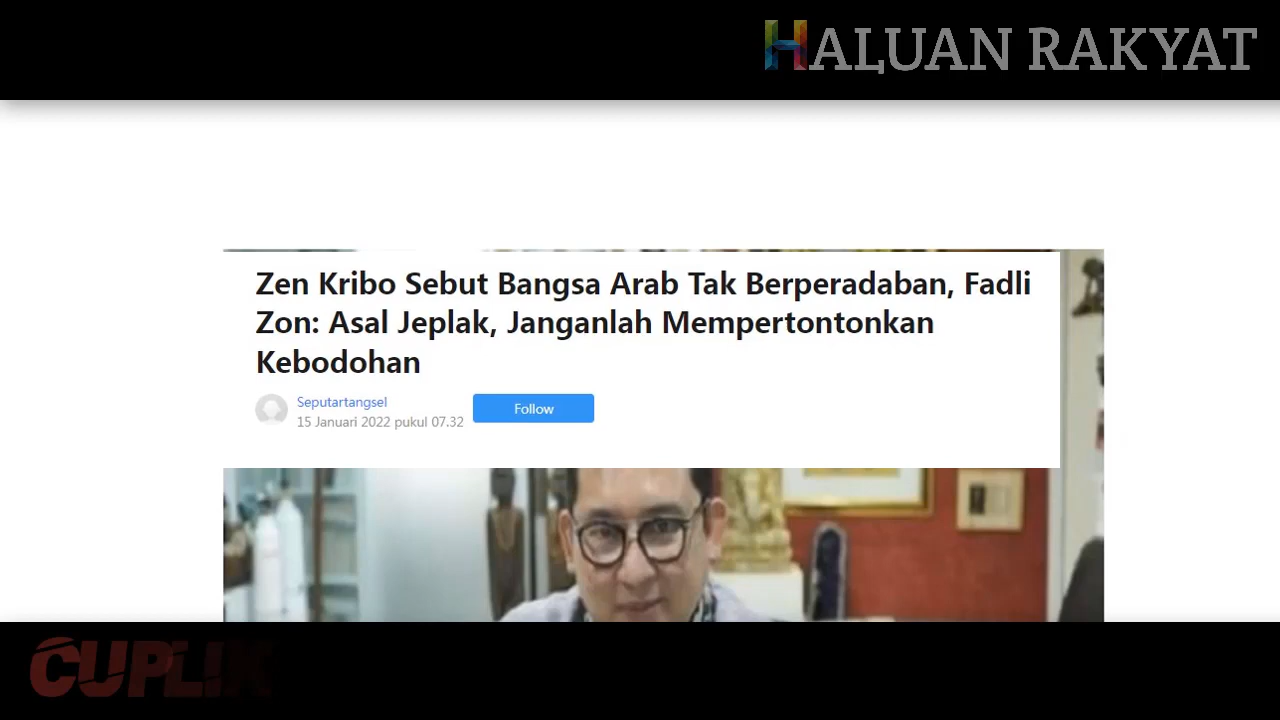 HALUAN RAKYAT
Zen Kribo Sebut Bangsa Arab Tak Berperadaban, Fadli
Zon: Asal Jeplak, Janganlah Mempertontonkan
Kebodohan
Seputartangsel
15 Januari 2022 pukul 07.32
Follow
CUPLIK